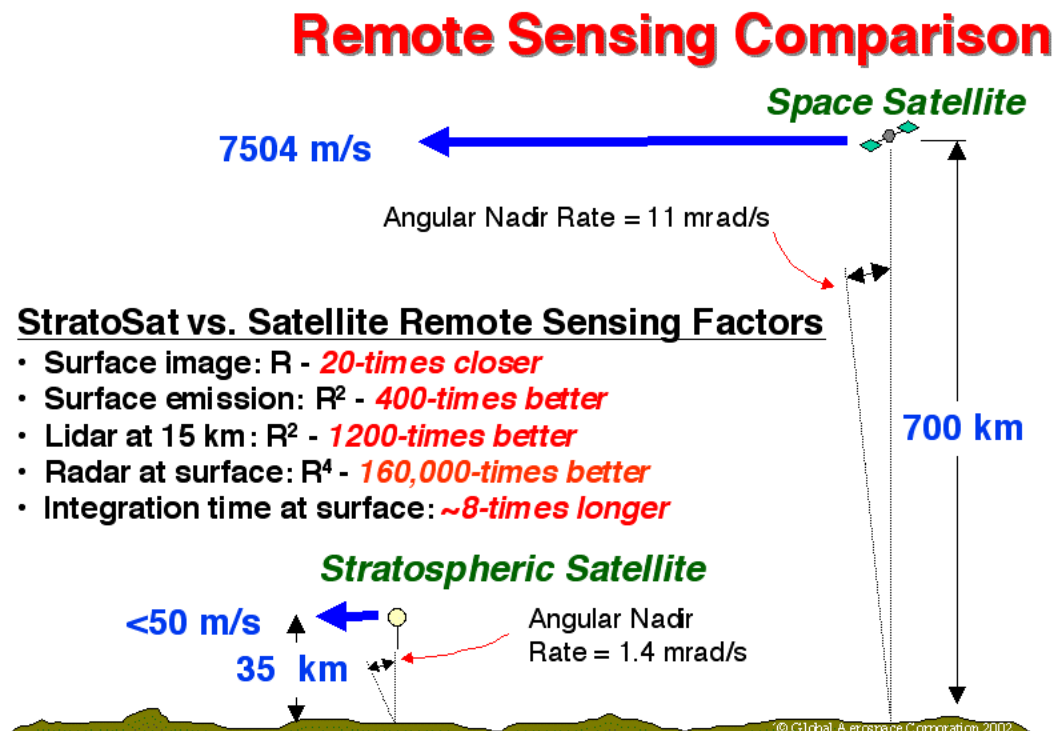 Remote Sensing Comparison
Space Satellite
7504 m/s
Angular Nadir Rate = 11 mrad/s
StratoSat vs. Satellite Remote Sensing Factors
• Surface image: R - 20-times closer
• Surface emission: R² - 400-times better
• Lidar at 15 km: R² - 1200-times better
• Radar at surface: R⁴ - 160,000-times better
• Integration time at surface: ~8-times longer
700 km
Stratospheric Satellite
<50 m/s
35 km
Angular Nadir
Rate = 1.4 mrad/s
© Global Aerospace Corporation 2002